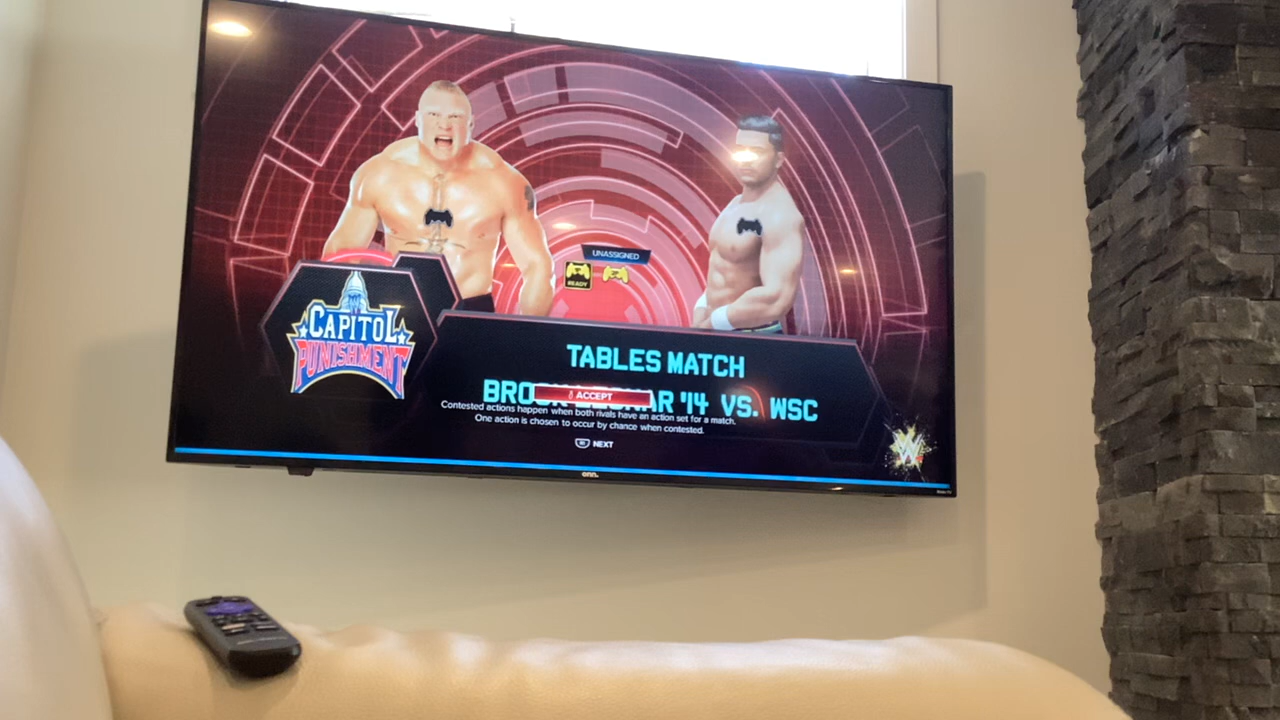 UNASSIGNED
READY
CAPITOL
PUNISHMENT
TABLES MATCH
BRO AR '14 VS. WSC
ACCEPT
Contested actions happen when both rivals have an action set for a match.
One action is chosen to occur by chance when contested.
NEXT
W
onn.